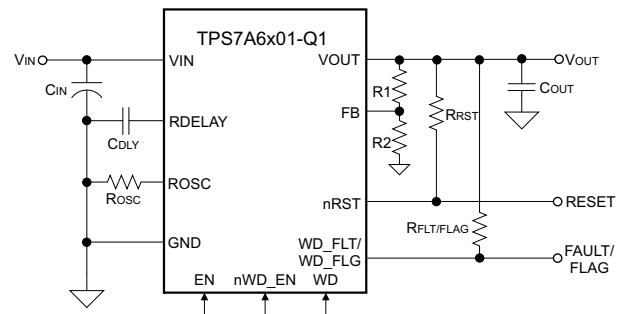 TPS7A6x01-Q1
VIN
VIN
VOUT
VOUT
CIN
R1
COUT
FB
RRST
RDELAY
CDLY
R2
ROSC
ROSC
nRST
RESET
RFLT/FLAG
GND
WD_FLT/
WD_FLG
FAULT/
FLAG
EN
nWD_EN
WD